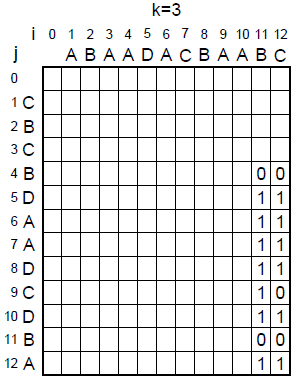 k=3
i 0 1 2 3 4 5 6 7 8 9 10 11 12
j A B A A D A C B A A B C
0
1 C
2 B
3 C
4 B 0 0
5 D 1 1
6 A 1 1
7 A 1 1
8 D 1 1
9 C 1 0
10 D 1 1
11 B 0 0
12 A 1 1